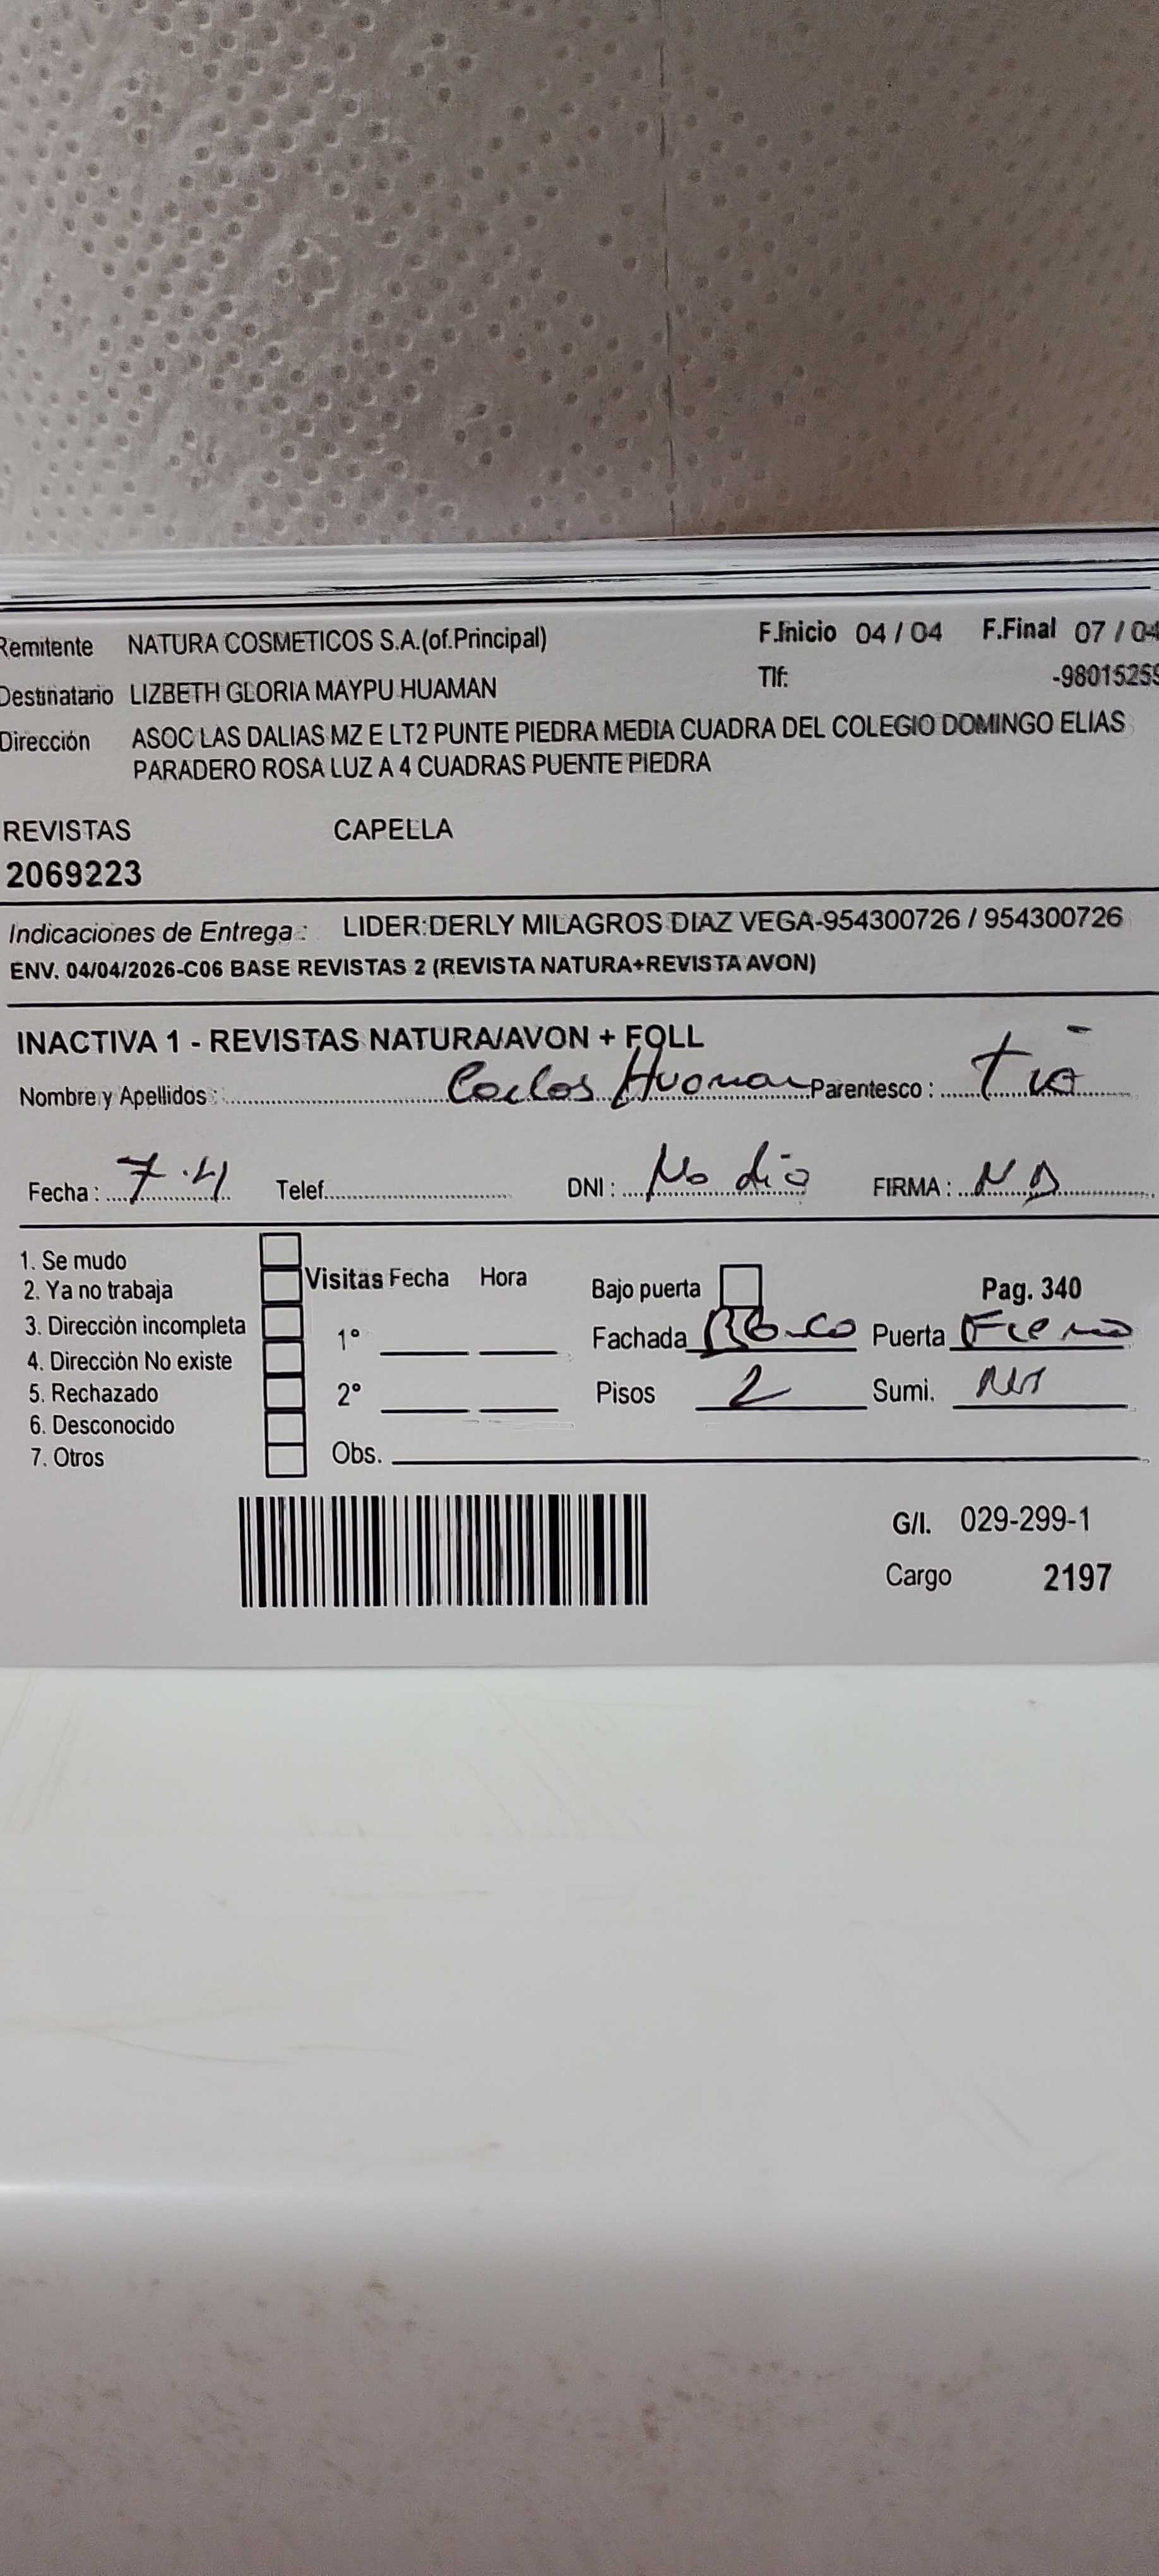 Remitente NATURA COSMETICOS S.A.(of.Principal) F.Inicio 04 / 04 F.Final 07 / 04
Destinatario LIZBETH GLORIA MAYPU HUAMAN Tlf: -98015259
Dirección ASOC LAS DALIAS MZ E LT2 PUNTE PIEDRA MEDIA CUADRA DEL COLEGIO DOMINGO ELIAS
PARADERO ROSA LUZ A 4 CUADRAS PUENTE PIEDRA
REVISTAS CAPELLA
2069223
Indicaciones de Entrega : LIDER:DERLY MILAGROS DIAZ VEGA-954300726 / 954300726
ENV. 04/04/2026-C06 BASE REVISTAS 2 (REVISTA NATURA+REVISTA AVON)
INACTIVA 1 - REVISTAS NATURA/AVON + FOLL
Nombre y Apellidos : Carlos Huaman Parentesco : Tio
Fecha : 7.4 Telef. DNI : No dio FIRMA : ND
1. Se mudo
2. Ya no trabaja Visitas Fecha Hora Bajo puerta Pag. 340
3. Dirección incompleta 1° Fachada Blanco Puerta Fierro
4. Dirección No existe
5. Rechazado 2° Pisos 2 Sumi.
6. Desconocido
7. Otros Obs.
G/I. 029-299-1
Cargo 2197